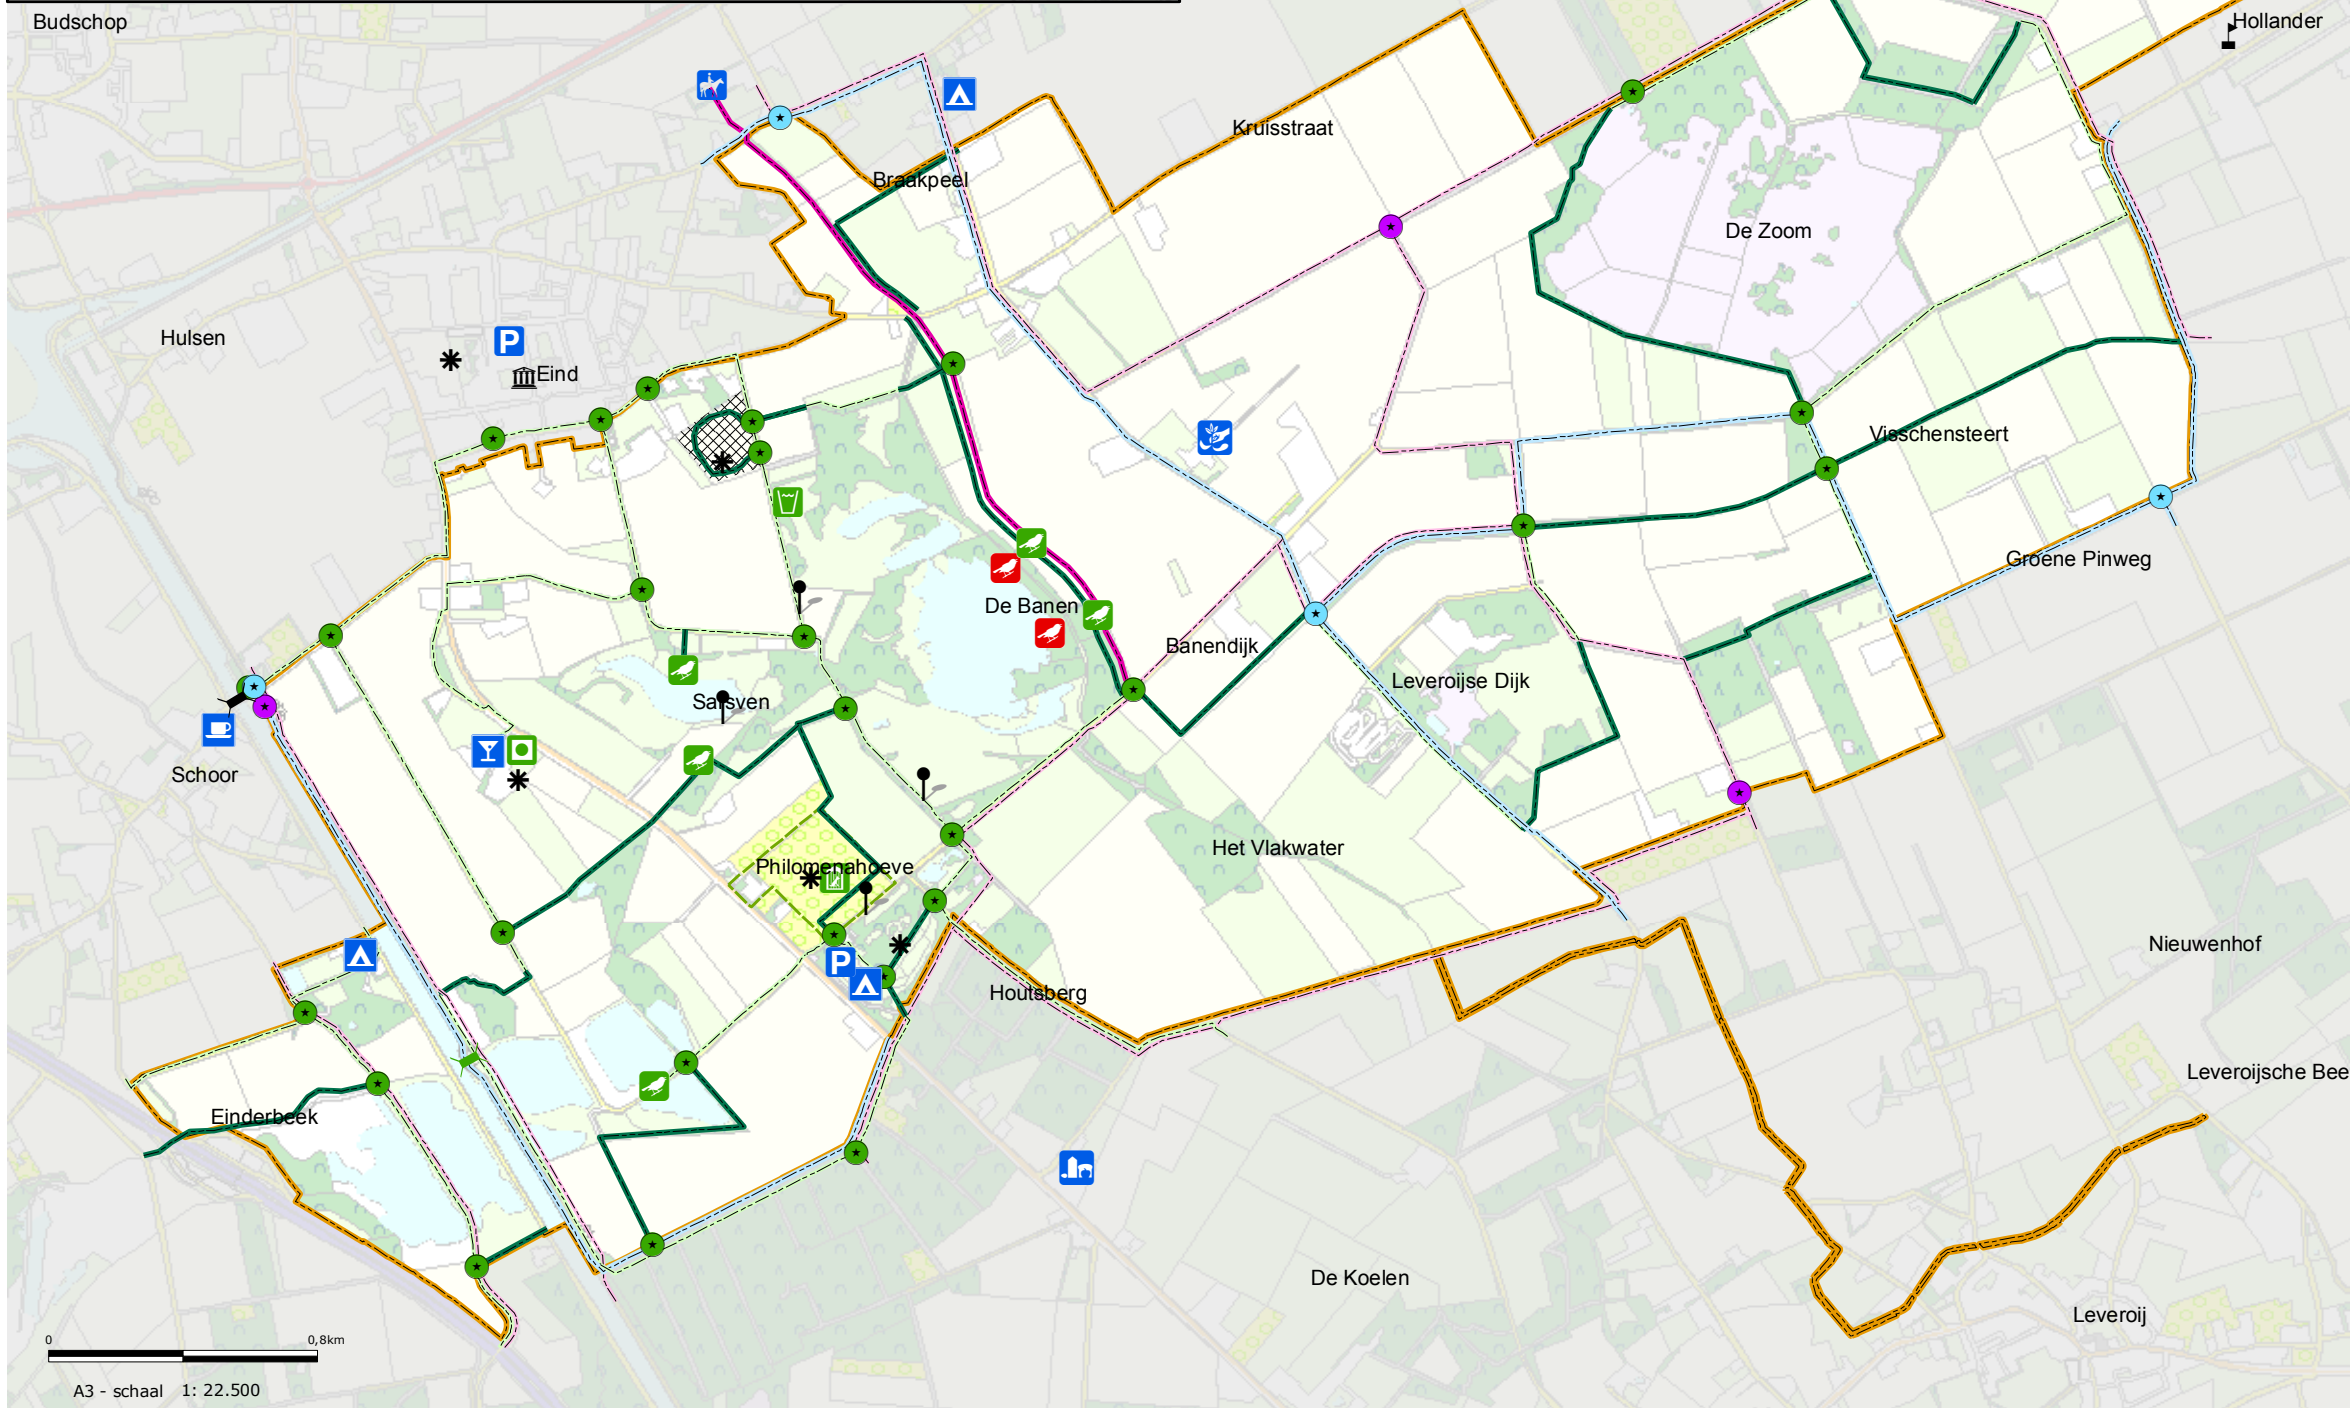 Budschop
Hollander
Kruisstraat
Braakpeel
De Zoom
Hulsen
P
Eind
Visschensteert
Groene Pinweg
De Banen
Banendijk
Leveroijse Dijk
Sarsven
Schoor
Het Vlakwater
Philomenahoeve
Nieuwenhof
P
Houtsberg
Leveroijsche Bee
Einderbeek
De Koelen
Leveroij
0 0,8km
A3 - schaal 1: 22.500